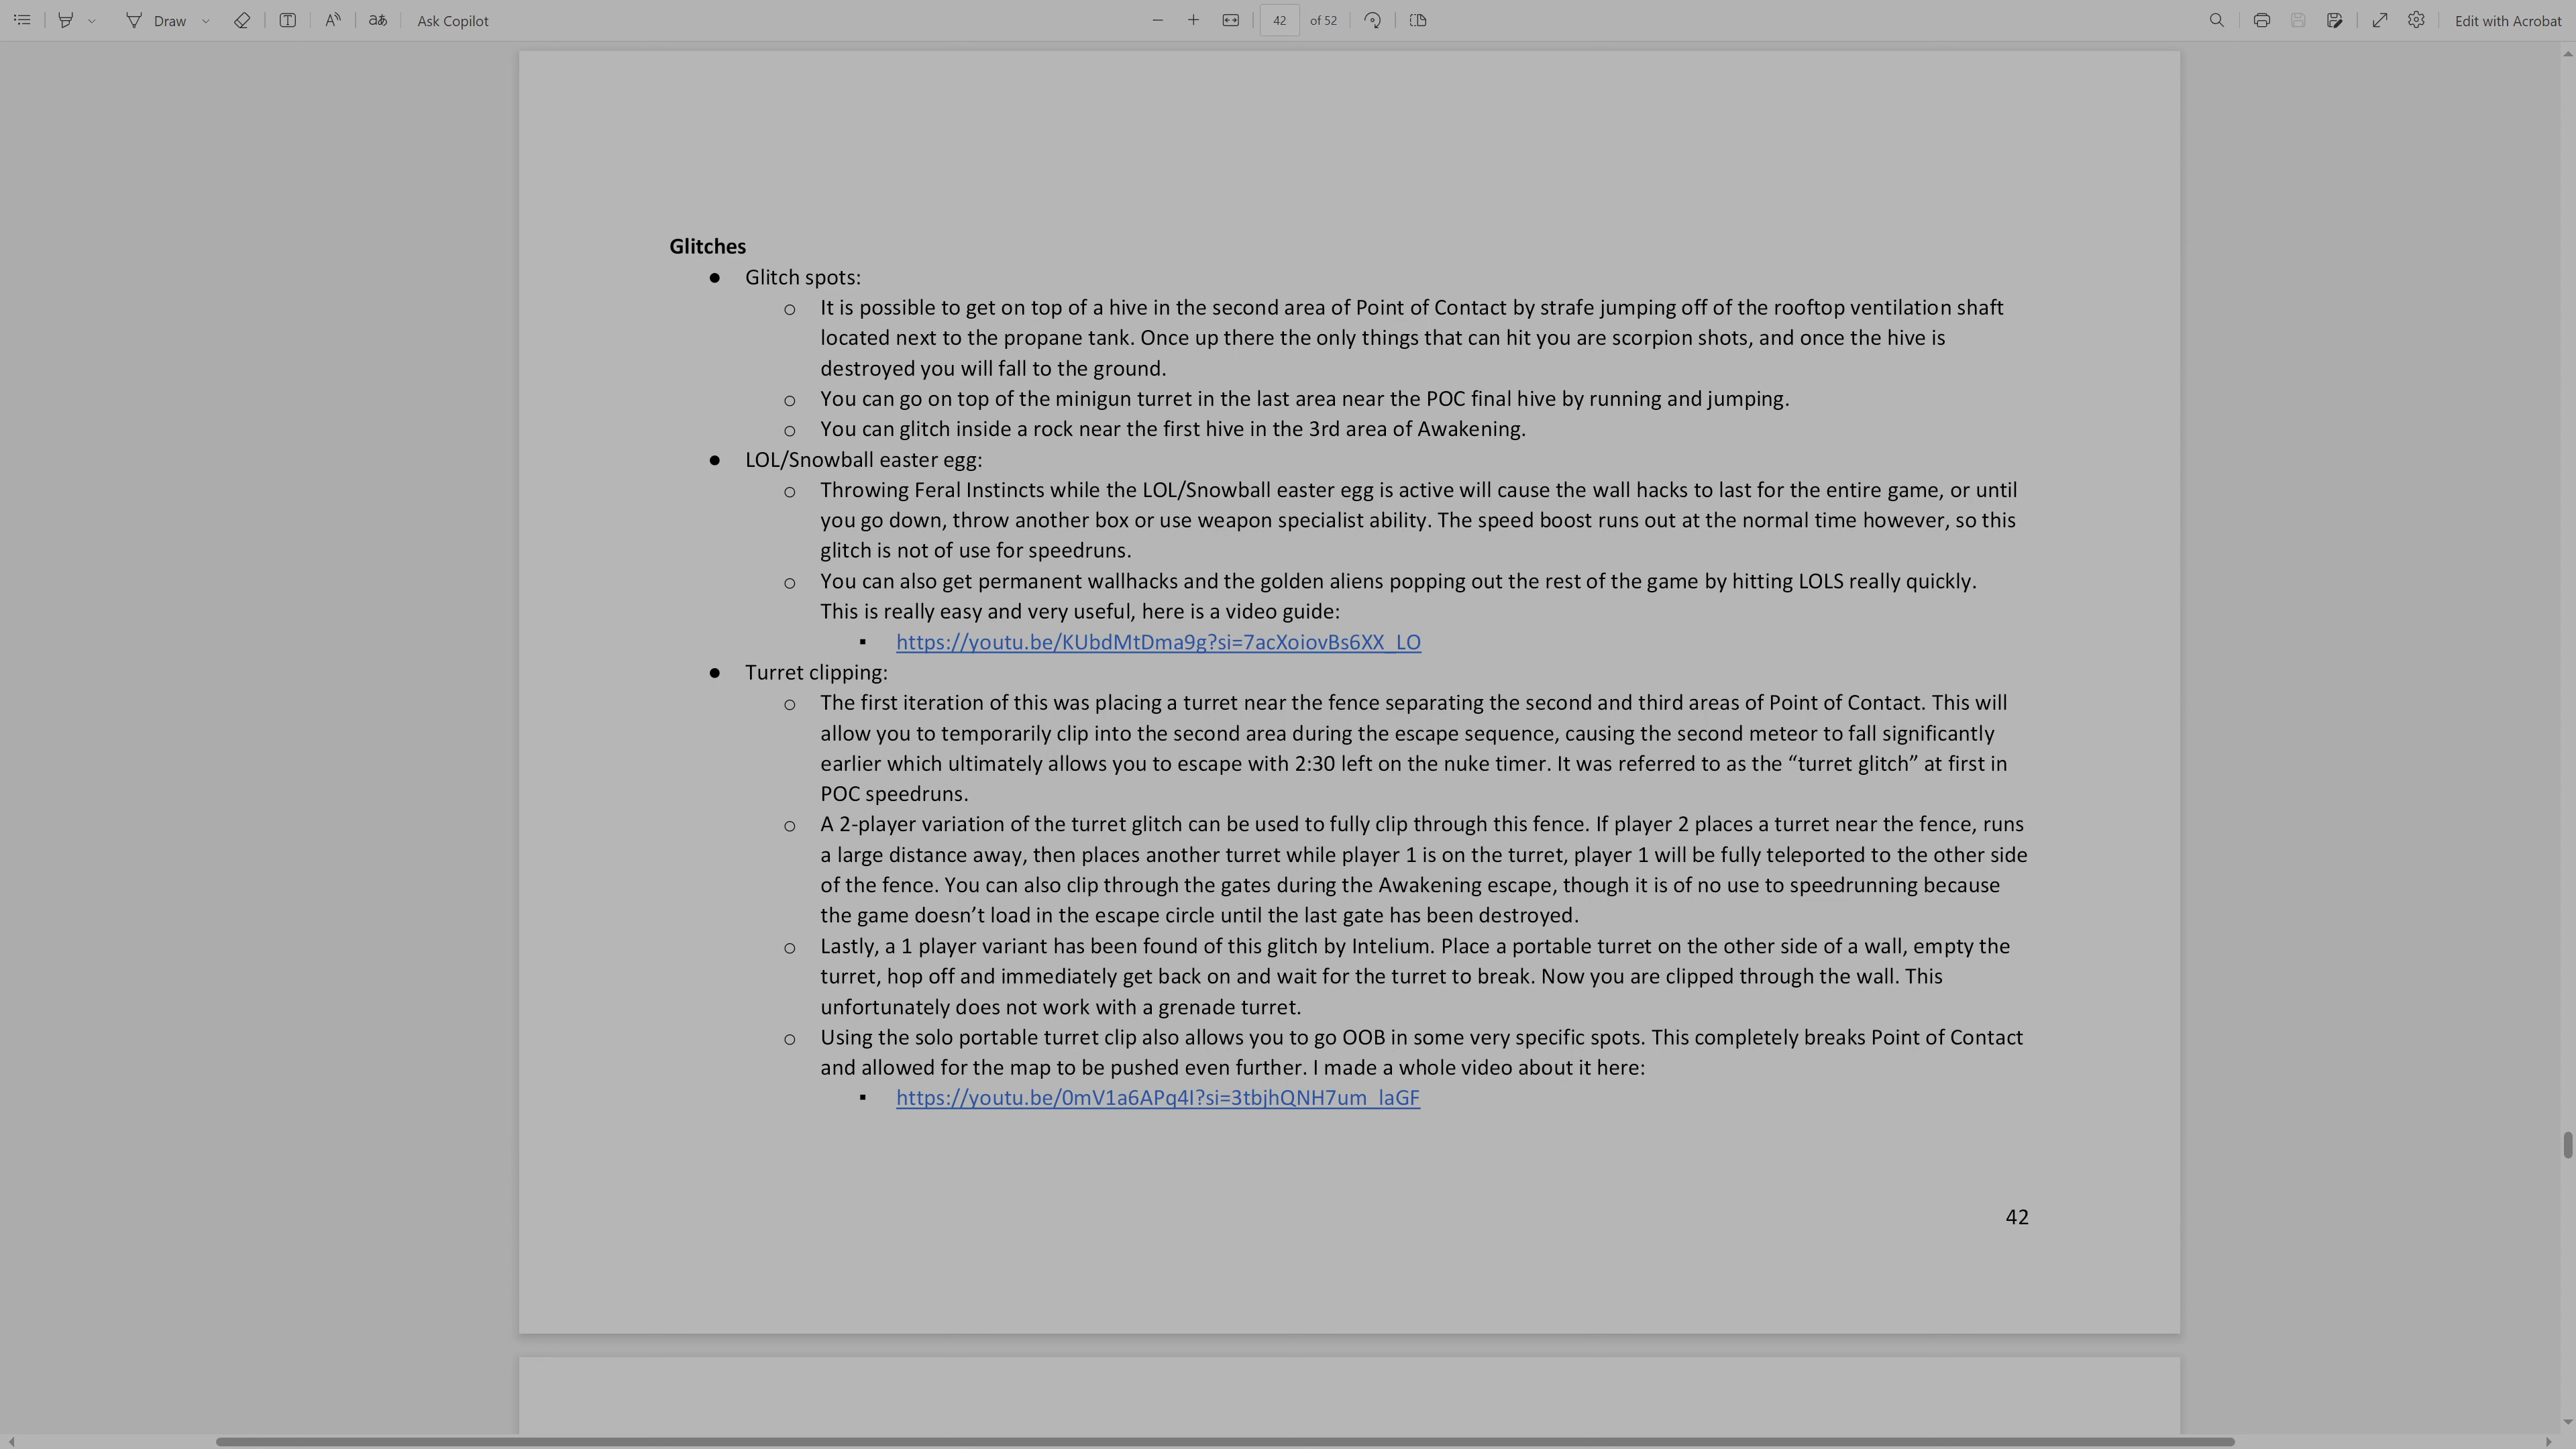 Draw
Ask Copilot
42
of 52
Edit with Acrobat
Glitches
● Glitch spots:
o It is possible to get on top of a hive in the second area of Point of Contact by strafe jumping off of the rooftop ventilation shaft
located next to the propane tank. Once up there the only things that can hit you are scorpion shots, and once the hive is
destroyed you will fall to the ground.
o You can go on top of the minigun turret in the last area near the POC final hive by running and jumping.
o You can glitch inside a rock near the first hive in the 3rd area of Awakening.
● LOL/Snowball easter egg:
o Throwing Feral Instincts while the LOL/Snowball easter egg is active will cause the wall hacks to last for the entire game, or until
you go down, throw another box or use weapon specialist ability. The speed boost runs out at the normal time however, so this
glitch is not of use for speedruns.
o You can also get permanent wallhacks and the golden aliens popping out the rest of the game by hitting LOLS really quickly.
This is really easy and very useful, here is a video guide:
▪ https://youtu.be/KUbdMtDma9g?si=7acXoiovBs6XX_LO
● Turret clipping:
o The first iteration of this was placing a turret near the fence separating the second and third areas of Point of Contact. This will
allow you to temporarily clip into the second area during the escape sequence, causing the second meteor to fall significantly
earlier which ultimately allows you to escape with 2:30 left on the nuke timer. It was referred to as the “turret glitch” at first in
POC speedruns.
o A 2-player variation of the turret glitch can be used to fully clip through this fence. If player 2 places a turret near the fence, runs
a large distance away, then places another turret while player 1 is on the turret, player 1 will be fully teleported to the other side
of the fence. You can also clip through the gates during the Awakening escape, though it is of no use to speedrunning because
the game doesn’t load in the escape circle until the last gate has been destroyed.
o Lastly, a 1 player variant has been found of this glitch by Intelium. Place a portable turret on the other side of a wall, empty the
turret, hop off and immediately get back on and wait for the turret to break. Now you are clipped through the wall. This
unfortunately does not work with a grenade turret.
o Using the solo portable turret clip also allows you to go OOB in some very specific spots. This completely breaks Point of Contact
and allowed for the map to be pushed even further. I made a whole video about it here:
▪ https://youtu.be/0mV1a6APq4I?si=3tbjhQNH7um_laGF
42